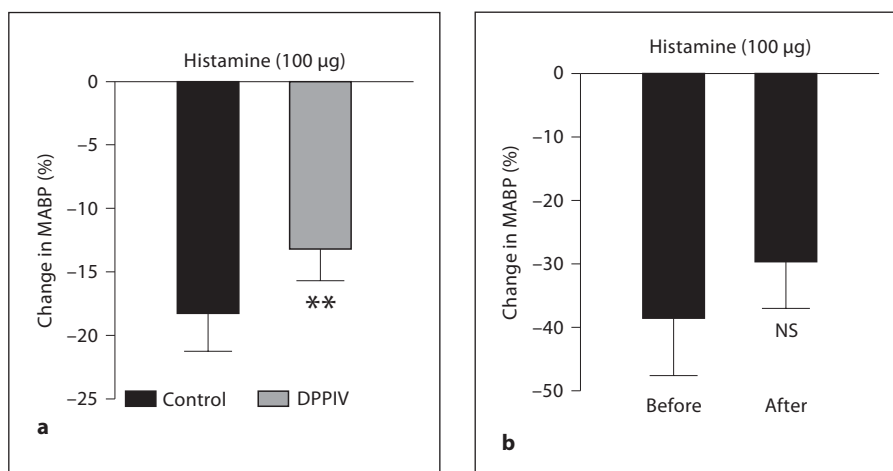 Histamine (100 µg)
0
–5
–10
–15
–20
–25
Change in MABP (%)
**
Control
DPPIV
a
Histamine (100 µg)
0
–10
–20
–30
–40
–50
Change in MABP (%)
NS
Before
After
b